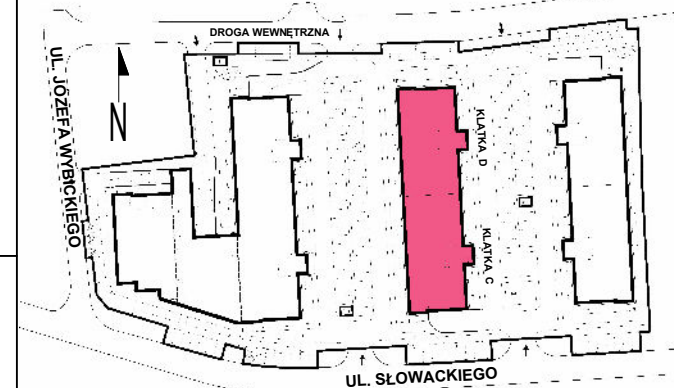 DROGA WEWNĘTRZNA
UL. JÓZEFA WYBICKIEGO
N
KLATKA D
KLATKA C
UL. SŁOWACKIEGO